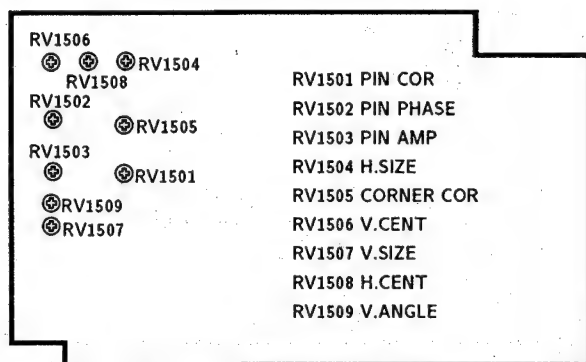 RV1506
RV1504
RV1508
RV1502
RV1505
RV1503
RV1501
RV1509
RV1507
RV1501 PIN COR
RV1502 PIN PHASE
RV1503 PIN AMP
RV1504 H.SIZE
RV1505 CORNER COR
RV1506 V.CENT
RV1507 V.SIZE
RV1508 H.CENT
RV1509 V.ANGLE